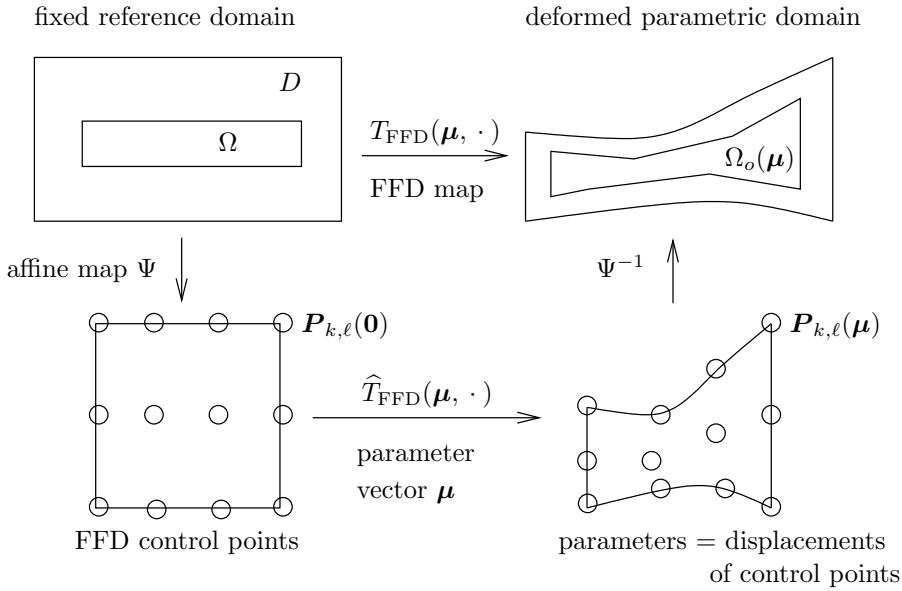 fixed reference domain
deformed parametric domain
D
Ω
T_FFD(μ, ·)
FFD map
Ω_o(μ)
affine map Ψ
Ψ⁻¹
P_{k,ℓ}(0)
P_{k,ℓ}(μ)
T̂_FFD(μ, ·)
parameter
vector μ
FFD control points
parameters = displacements
of control points